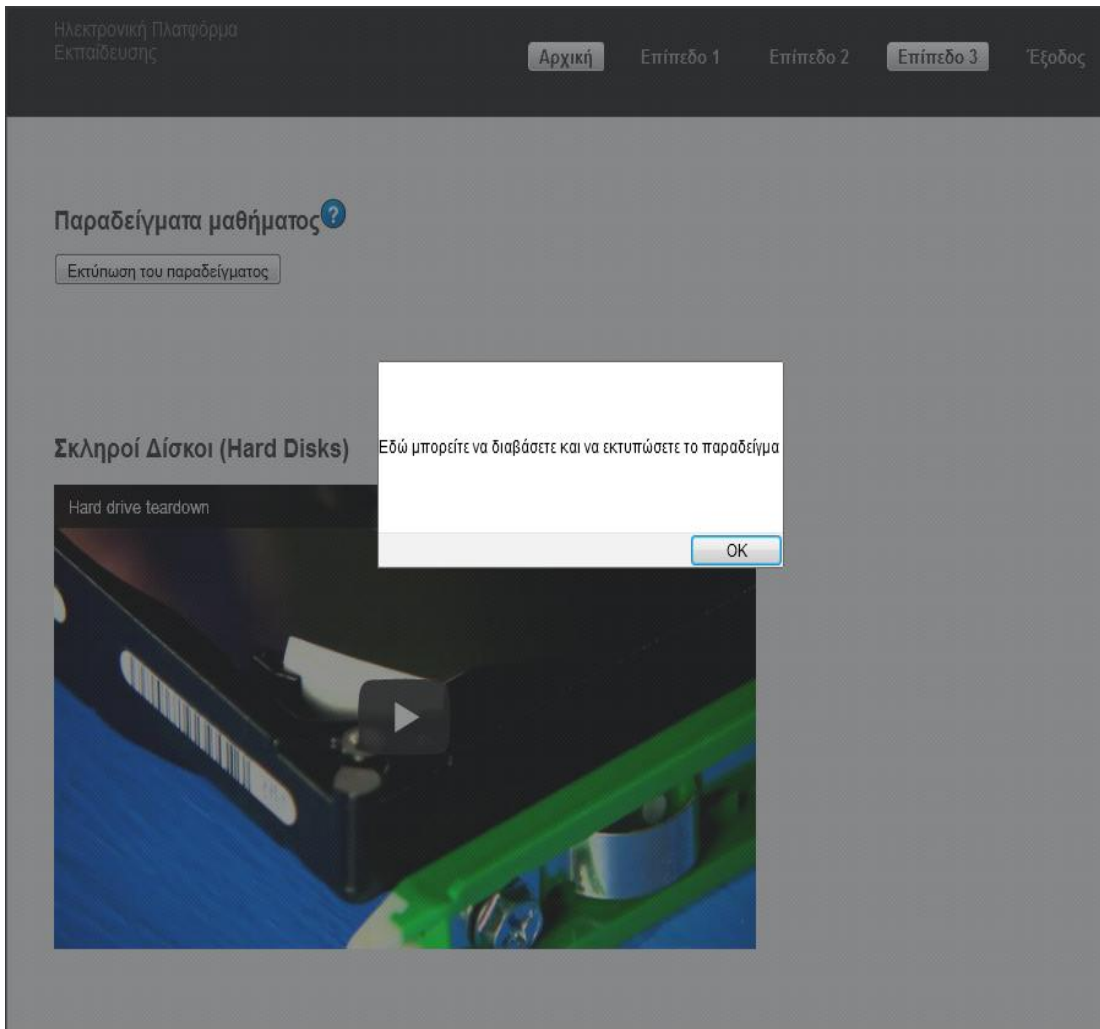 Ηλεκτρονική Πλατφόρμα
Εκπαίδευσης
Αρχική Επίπεδο 1 Επίπεδο 2 Επίπεδο 3 Έξοδος
Παραδείγματα μαθήματος ?
Εκτύπωση του παραδείγματος
Εδώ μπορείτε να διαβάσετε και να εκτυπώσετε το παραδείγμα
OK
Σκληροί Δίσκοι (Hard Disks)
Hard drive teardown